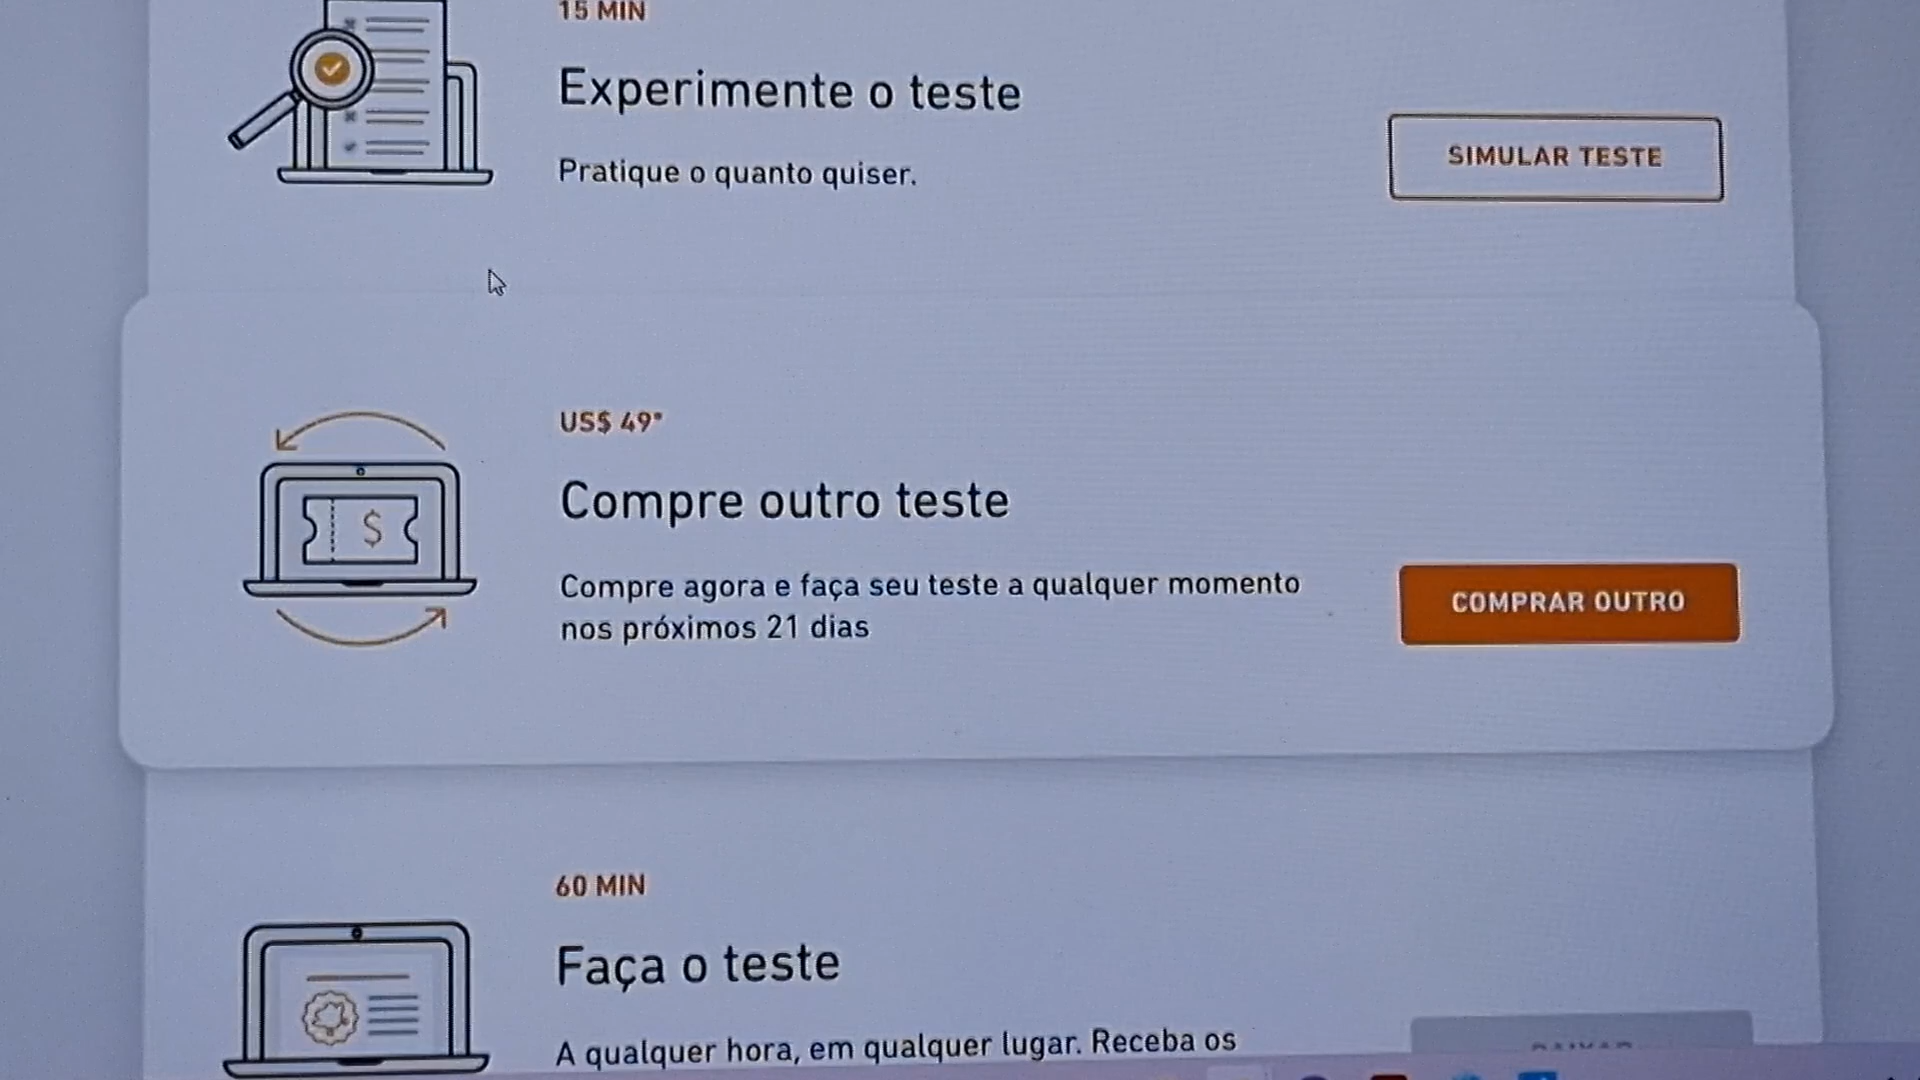 15 MIN
Experimente o teste
Pratique o quanto quiser.
SIMULAR TESTE
US$ 49*
Compre outro teste
Compre agora e faça seu teste a qualquer momento
nos próximos 21 dias
COMPRAR OUTRO
60 MIN
Faça o teste
A qualquer hora, em qualquer lugar. Receba os